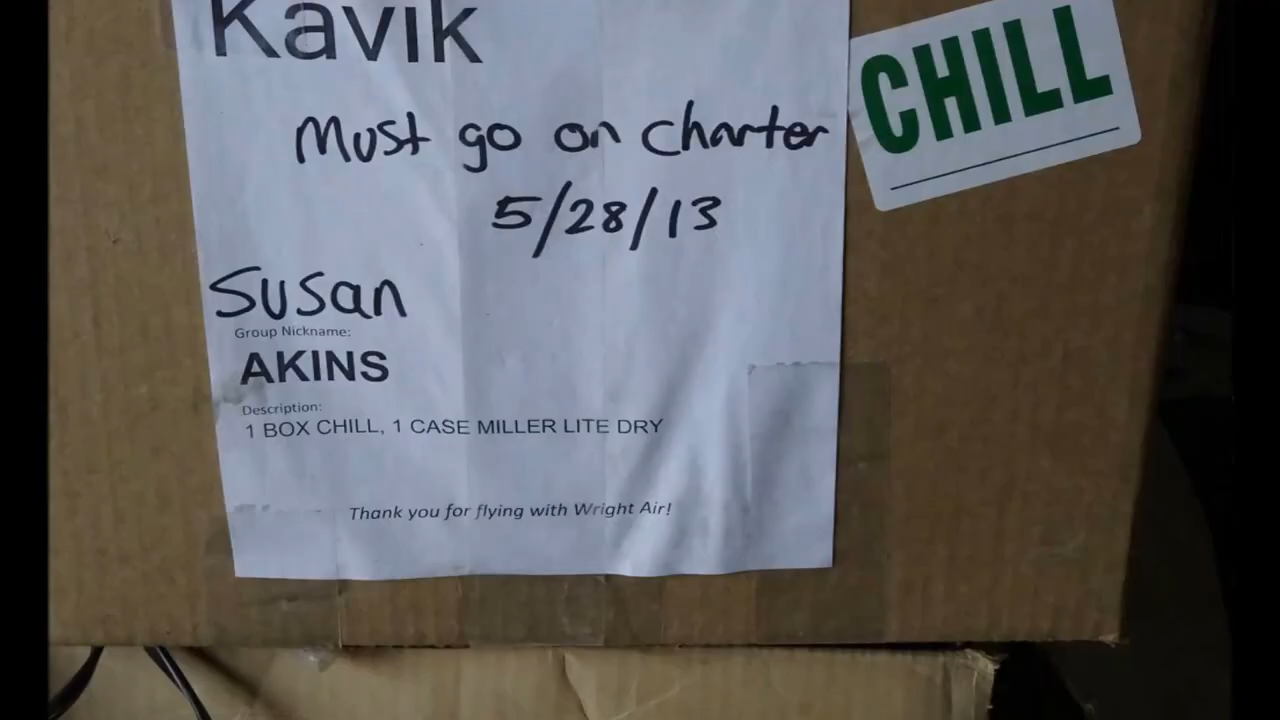 Kavik
CHILL
Must go on charter
5/28/13
Susan
Group Nickname:
AKINS
Description:
1 BOX CHILL, 1 CASE MILLER LITE DRY
Thank you for flying with Wright Air!